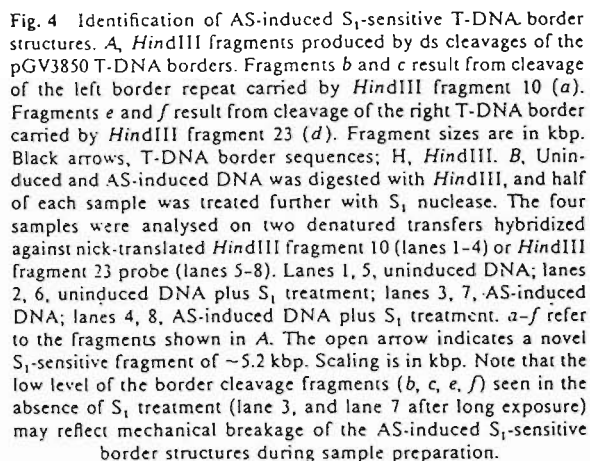 Fig. 4 Identification of AS-induced S₁-sensitive T-DNA border
structures. A, HindIII fragments produced by ds cleavages of the
pGV3850 T-DNA borders. Fragments b and c result from cleavage
of the left border repeat carried by HindIII fragment 10 (a).
Fragments e and f result from cleavage of the right T-DNA border
carried by HindIII fragment 23 (d). Fragment sizes are in kbp.
Black arrows, T-DNA border sequences; H, HindIII. B, Unin-
duced and AS-induced DNA was digested with HindIII, and half
of each sample was treated further with S₁ nuclease. The four
samples were analysed on two denatured transfers hybridized
against nick-translated HindIII fragment 10 (lanes 1-4) or HindIII
fragment 23 probe (lanes 5-8). Lanes 1, 5, uninduced DNA; lanes
2, 6, uninduced DNA plus S₁ treatment; lanes 3, 7, AS-induced
DNA; lanes 4, 8, AS-induced DNA plus S₁ treatment. a-f refer
to the fragments shown in A. The open arrow indicates a novel
S₁-sensitive fragment of ~5.2 kbp. Scaling is in kbp. Note that the
low level of the border cleavage fragments (b, c, e, f) seen in the
absence of S₁ treatment (lane 3, and lane 7 after long exposure)
may reflect mechanical breakage of the AS-induced S₁-sensitive
border structures during sample preparation.